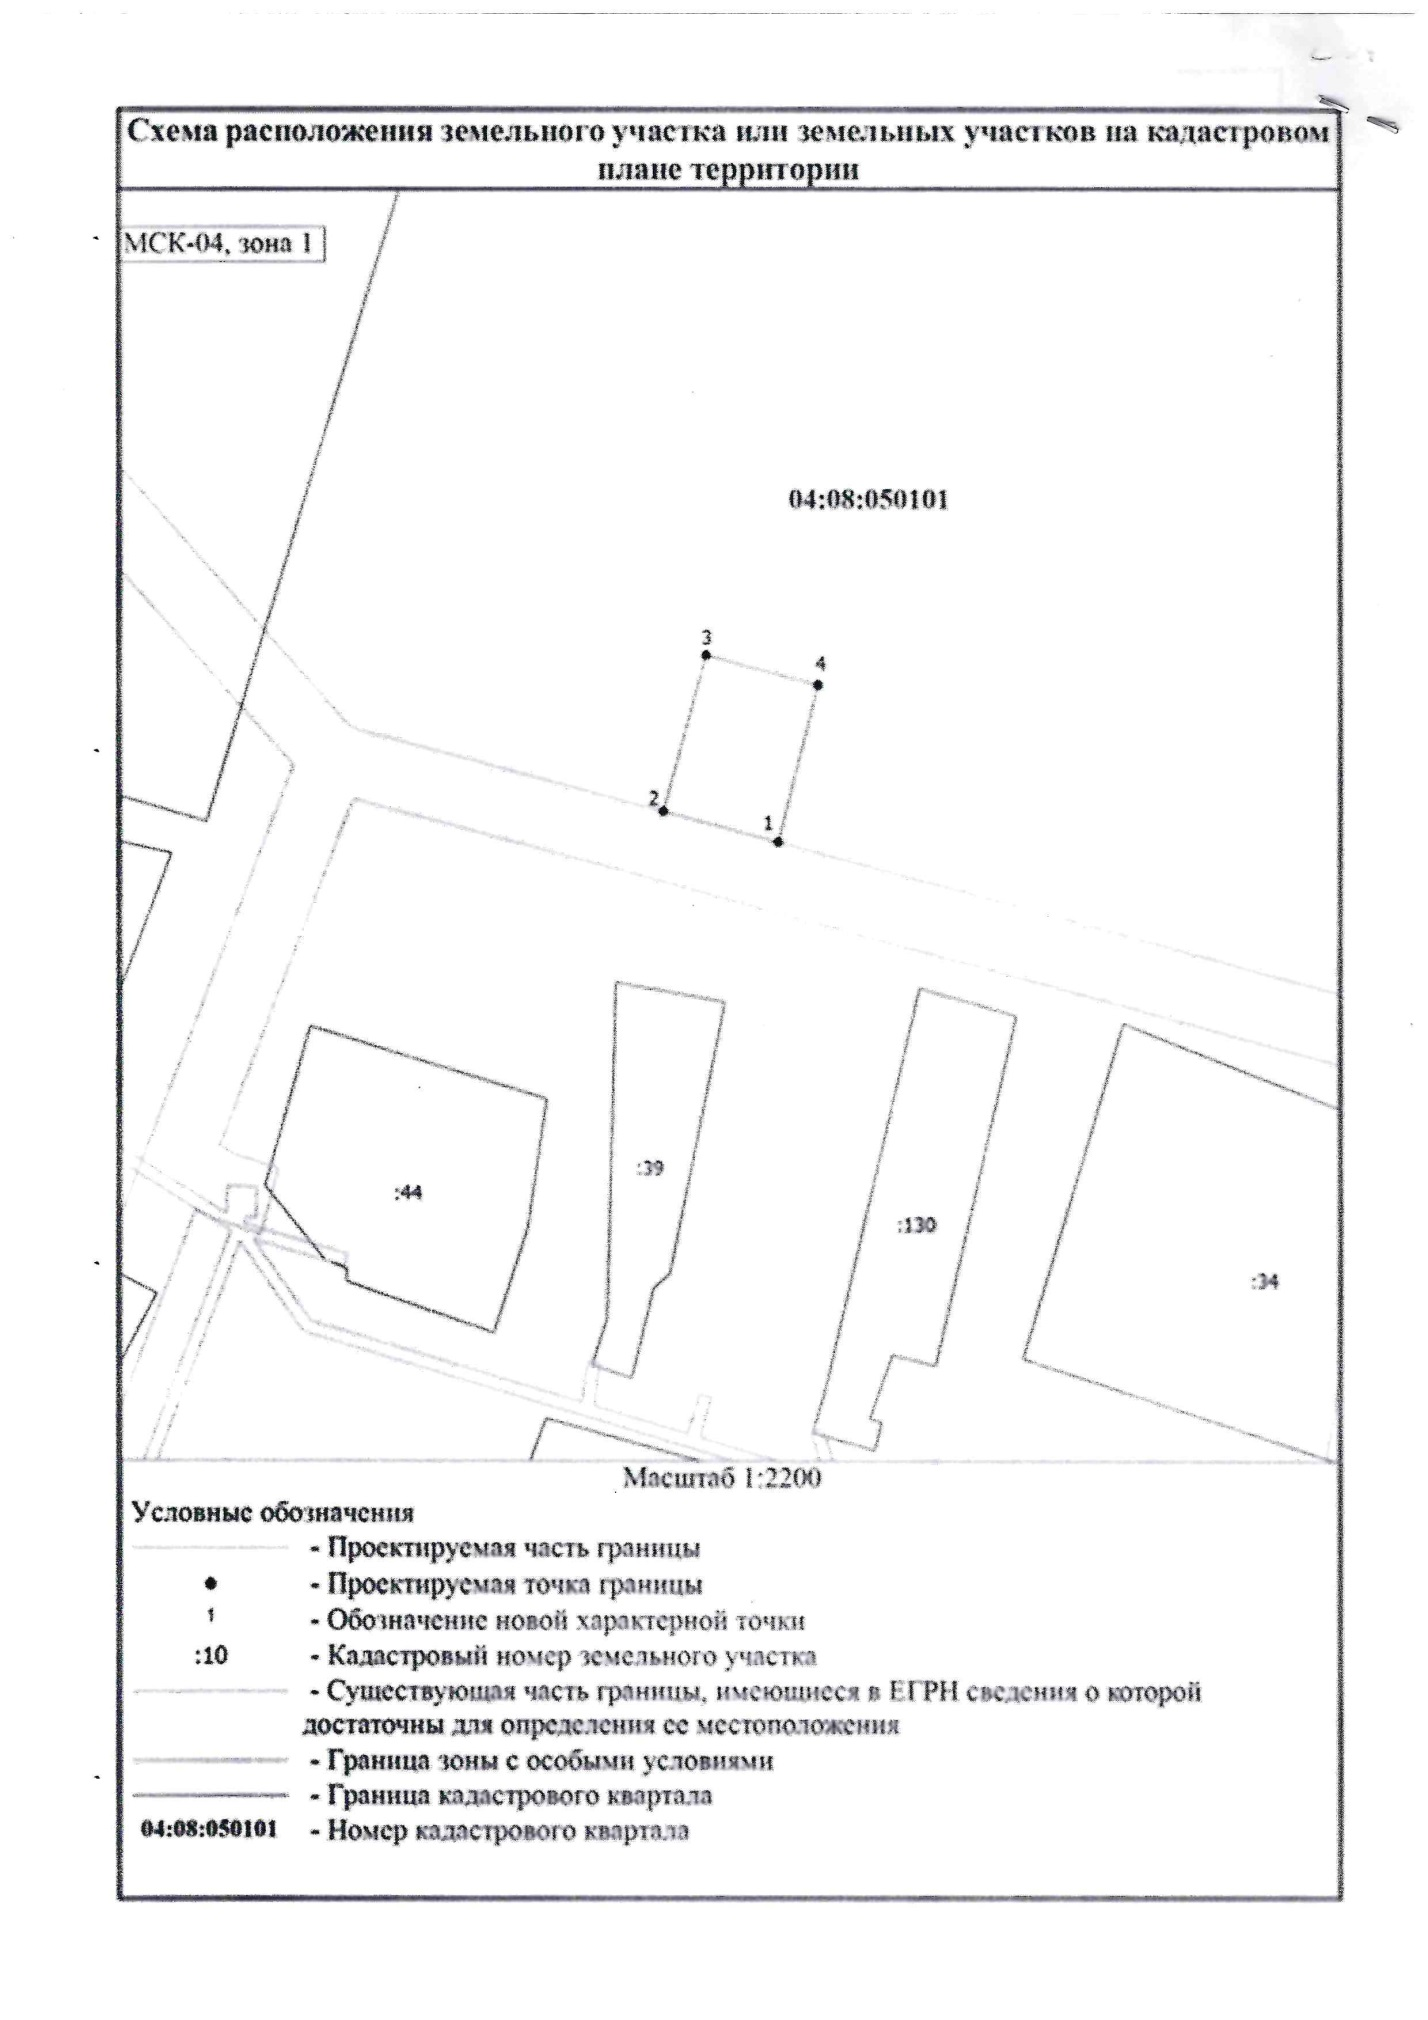 Схема расположения земельного участка или земельных участков на кадастровом
плане территории
МСК-04, зона 1
04:08:050101
3
4
2
1
:39
:44
:130
:34
Масштаб 1:2200
Условные обозначения
- Проектируемая часть границы
- Проектируемая точка границы
1 - Обозначение новой характерной точки
:10 - Кадастровый номер земельного участка
- Существующая часть границы, имеющиеся в ЕГРН сведения о которой
достаточны для определения ее местоположения
- Граница зоны с особыми условиями
- Граница кадастрового квартала
04:08:050101 - Номер кадастрового квартала